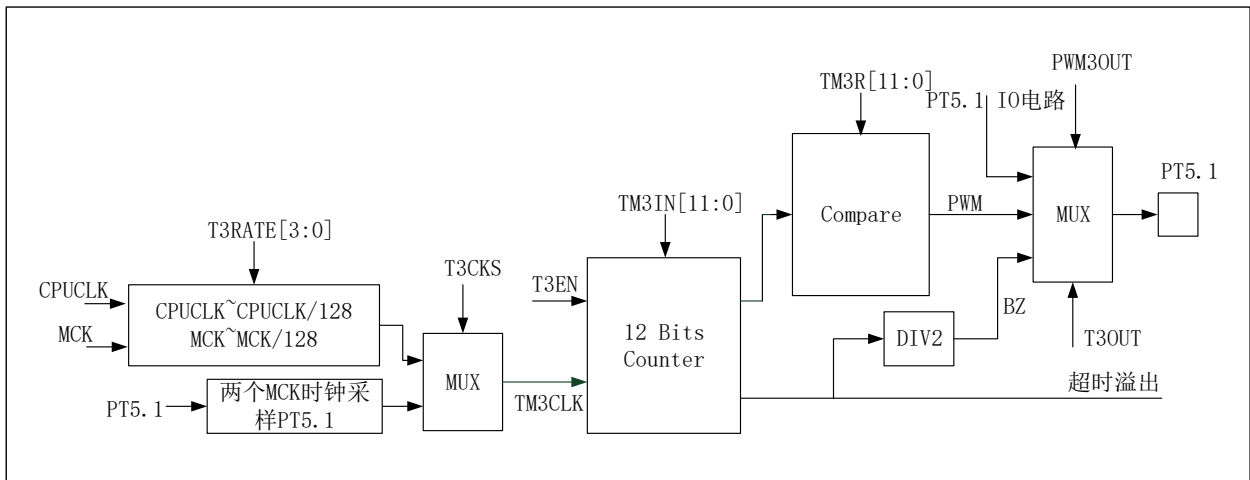 PWM3OUT
TM3R[11:0]
PT5.1 IO电路
PT5.1
TM3IN[11:0]
Compare
PWM
MUX
T3RATE[3:0]
T3CKS
T3EN
CPUCLK
CPUCLK~CPUCLK/128
MCK
MCK~MCK/128
12 Bits
Counter
BZ
DIV2
T3OUT
MUX
TM3CLK
超时溢出
PT5.1
两个MCK时钟采
样PT5.1